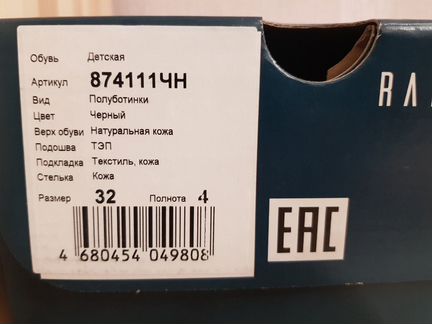 Обувь Детская
Артикул 874111ЧН
Вид Полуботинки
Цвет Черный
Верх обуви Натуральная кожа
Подошва ТЭП
Подкладка Текстиль, кожа
Стелька Кожа
Размер 32 Полнота 4
4 680454 049808
EAC